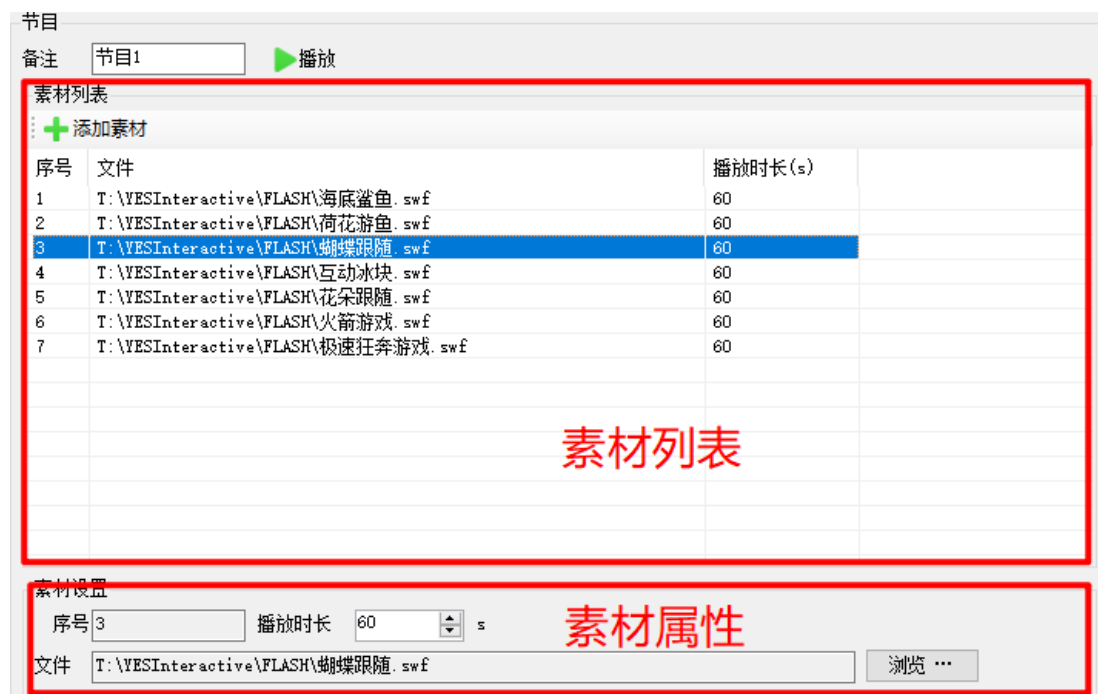 节目
备注 节目1 播放
素材列表
添加素材
序号 文件 播放时长(s)
1 T:\YESInteractive\FLASH\海底鲨鱼.swf 60
2 T:\YESInteractive\FLASH\荷花游鱼.swf 60
3 T:\YESInteractive\FLASH\蝴蝶跟随.swf 60
4 T:\YESInteractive\FLASH\互动冰块.swf 60
5 T:\YESInteractive\FLASH\花朵跟随.swf 60
6 T:\YESInteractive\FLASH\火箭游戏.swf 60
7 T:\YESInteractive\FLASH\极速狂奔游戏.swf 60
素材列表
素材设置
序号 3 播放时长 60 s 素材属性
文件 T:\YESInteractive\FLASH\蝴蝶跟随.swf 浏览 …